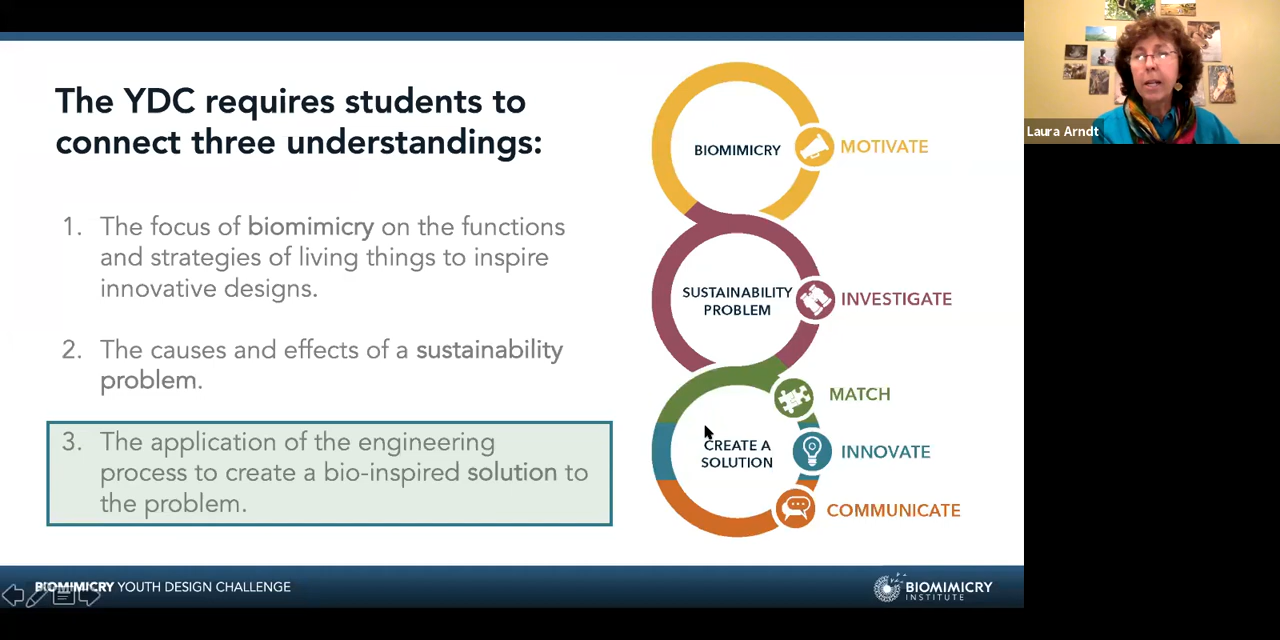 The YDC requires students to
connect three understandings:
1. The focus of biomimicry on the functions
and strategies of living things to inspire
innovative designs.
2. The causes and effects of a sustainability
problem.
3. The application of the engineering
process to create a bio-inspired solution to
the problem.
BIOMIMICRY
MOTIVATE
SUSTAINABILITY
PROBLEM
INVESTIGATE
MATCH
CREATE A
SOLUTION
INNOVATE
COMMUNICATE
BIOMIMICRY YOUTH DESIGN CHALLENGE
BIOMIMICRY
INSTITUTE
Laura Arndt